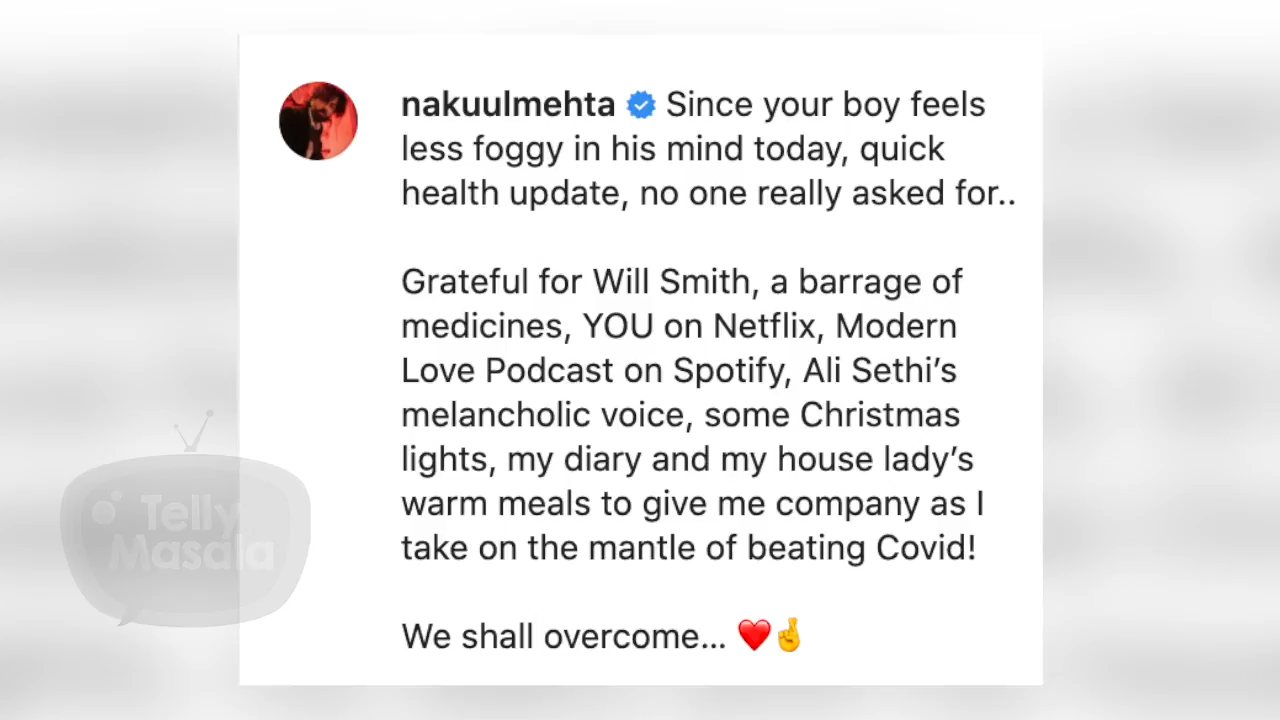 nakuulmehta Since your boy feels
less foggy in his mind today, quick
health update, no one really asked for..
Grateful for Will Smith, a barrage of
medicines, YOU on Netflix, Modern
Love Podcast on Spotify, Ali Sethi’s
melancholic voice, some Christmas
lights, my diary and my house lady’s
warm meals to give me company as I
take on the mantle of beating Covid!
We shall overcome... ❤️🤞
Telly
Masala